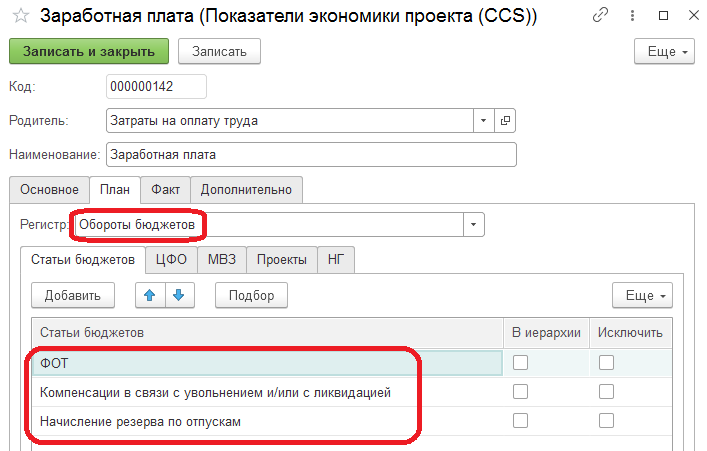 Заработная плата (Показатели экономики проекта (CCS))
Записать и закрыть Записать Еще
Код: 000000142
Родитель: Затраты на оплату труда
Наименование: Заработная плата
Основное План Факт Дополнительно
Регистр: Обороты бюджетов
Статьи бюджетов ЦФО МВЗ Проекты НГ
Добавить Подбор Еще
Статьи бюджетов В иерархии Исключить
ФОТ
Компенсации в связи с увольнением и/или с ликвидацией
Начисление резерва по отпускам